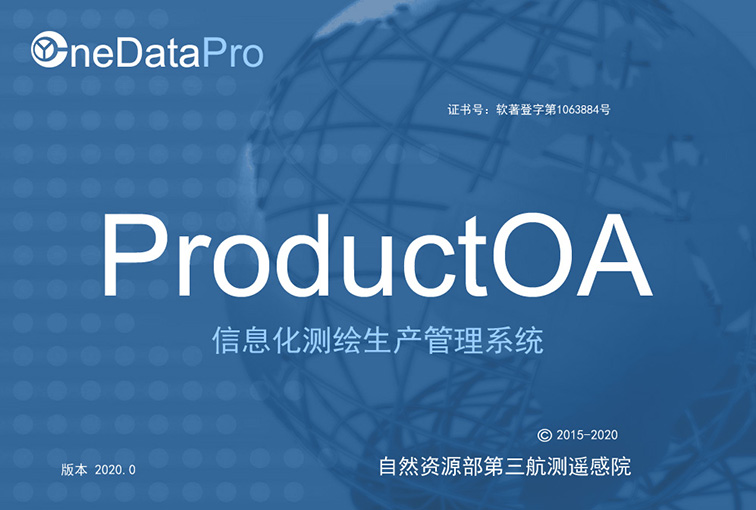 OneDataPro
证书号：软著登字第1063884号
ProductOA
信息化测绘生产管理系统
© 2015-2020
版本 2020.0
自然资源部第三航测遥感院